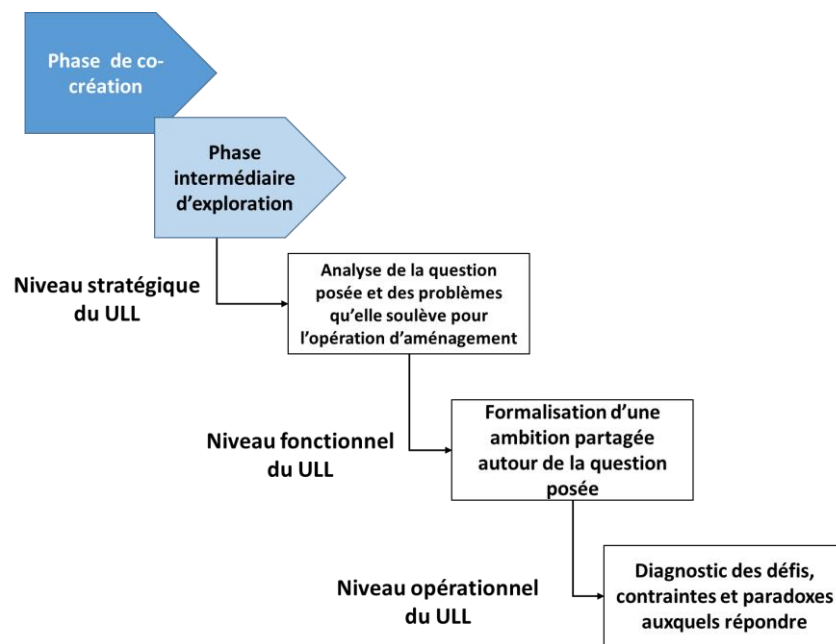 Phase de co-
création
Phase
intermédiaire
d'exploration
Niveau stratégique
du ULL
Analyse de la question
posée et des problèmes
qu'elle soulève pour
l'opération d'aménagement
Niveau fonctionnel
du ULL
Formalisation d'une
ambition partagée
autour de la question
posée
Niveau opérationnel
du ULL
Diagnostic des défis,
contraintes et paradoxes
auxquels répondre